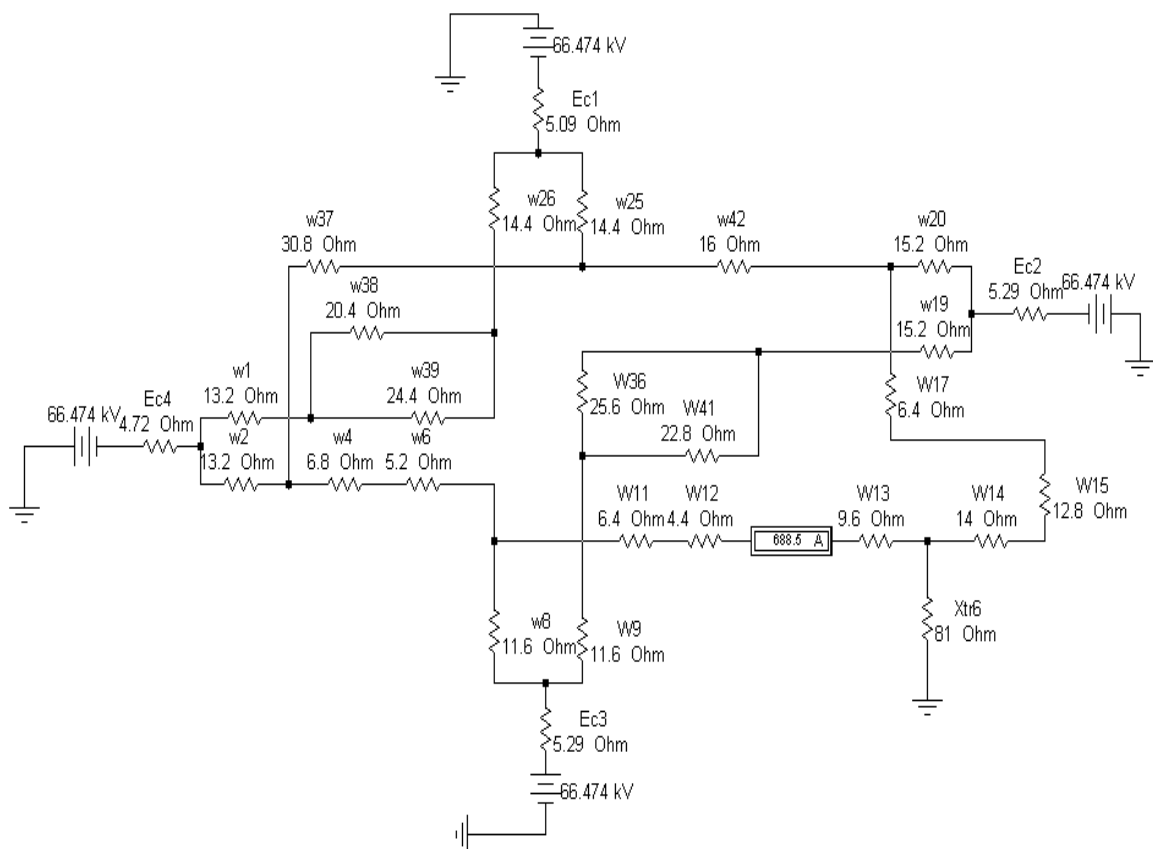 66.474 kV
Ec1
5.09 Ohm
w26
14.4 Ohm
w25
14.4 Ohm
w37
30.8 Ohm
w42
16 Ohm
w20
15.2 Ohm
Ec2
5.29 Ohm
66.474 kV
w38
20.4 Ohm
w19
15.2 Ohm
w1
13.2 Ohm
w39
24.4 Ohm
W36
25.6 Ohm
W41
22.8 Ohm
W17
6.4 Ohm
66.474 kV
Ec4
4.72 Ohm
w2
13.2 Ohm
w4
6.8 Ohm
w6
5.2 Ohm
W11
6.4 Ohm
W12
4.4 Ohm
688.5 A
W13
9.6 Ohm
W14
14 Ohm
W15
12.8 Ohm
Xtr6
81 Ohm
w8
11.6 Ohm
W9
11.6 Ohm
Ec3
5.29 Ohm
66.474 kV